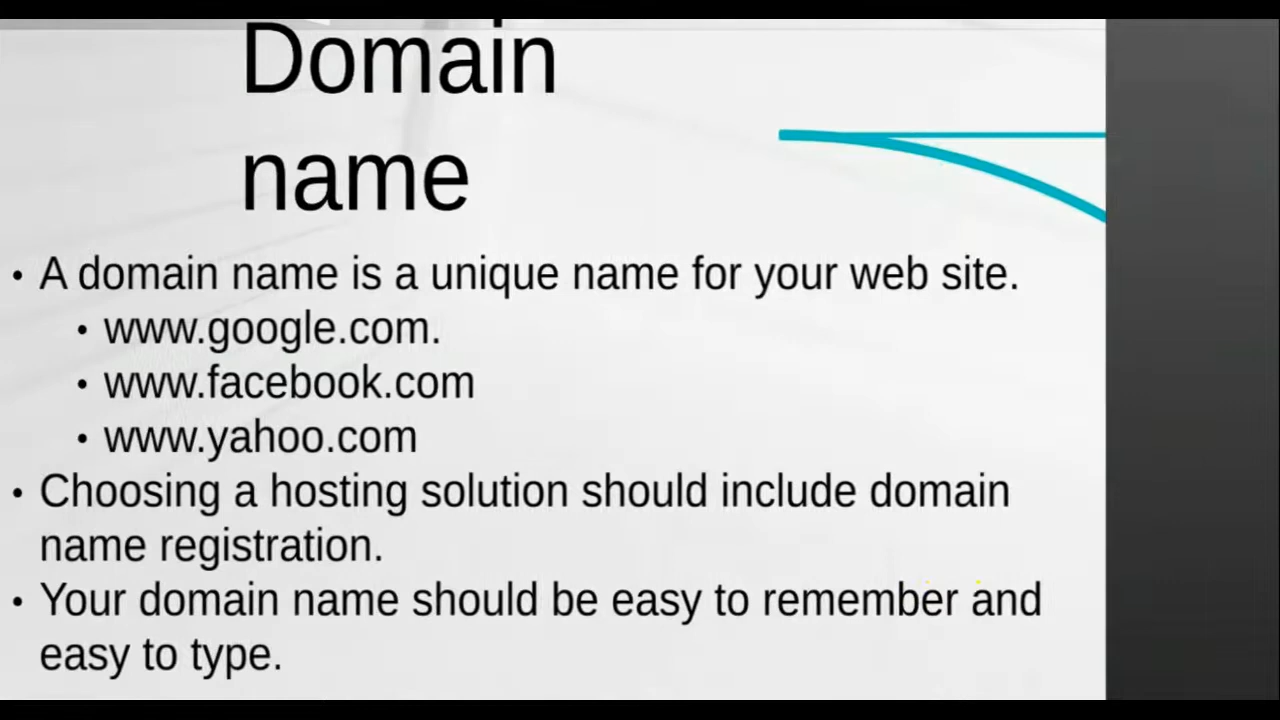 Domain
name
• A domain name is a unique name for your web site.
• www.google.com.
• www.facebook.com
• www.yahoo.com
• Choosing a hosting solution should include domain
name registration.
• Your domain name should be easy to remember and
easy to type.